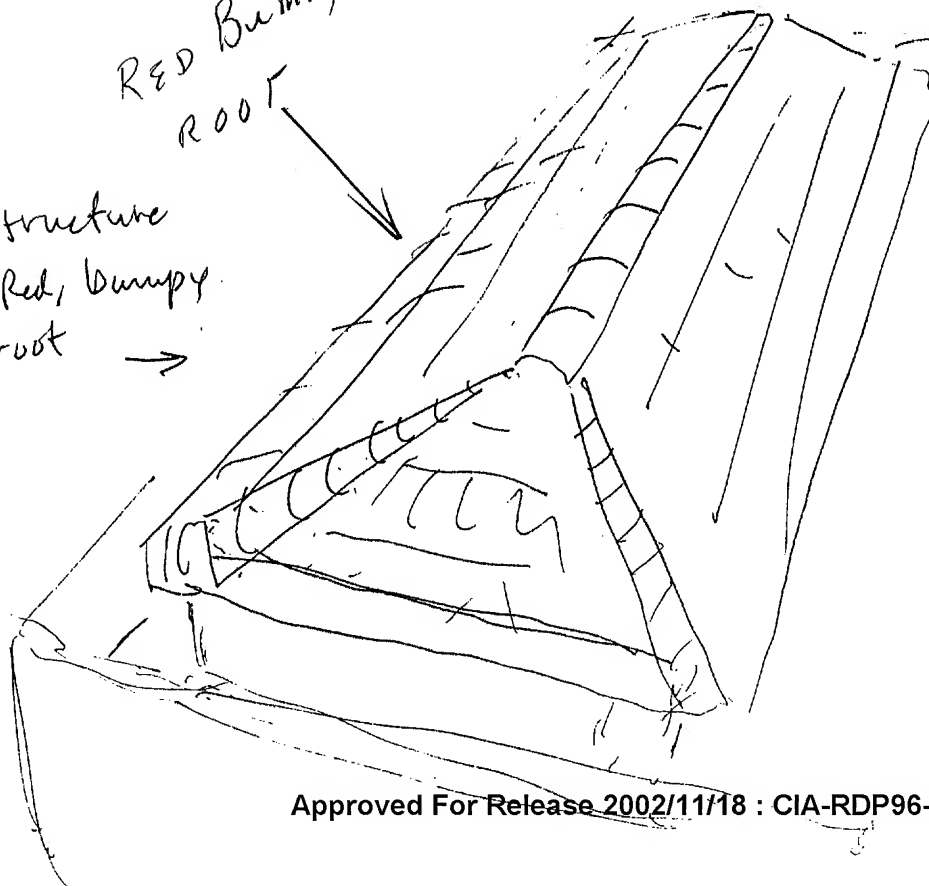 RED Bumpy
ROOF
structure
Red, bumpy
roof
Approved For Release 2002/11/18 : CIA-RDP96-